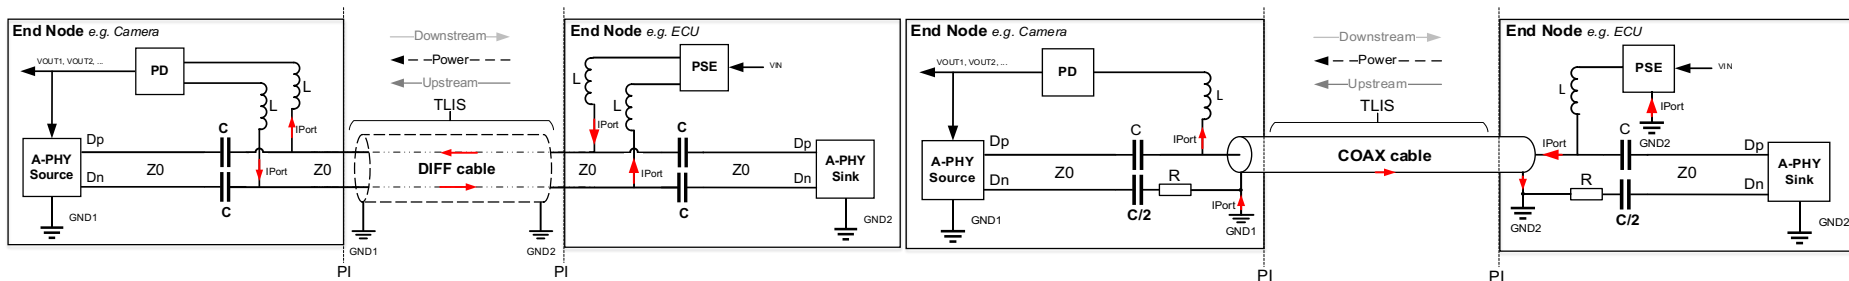 End Node e.g. Camera
VOUT1, VOUT2, ...
PD
L
L
IPort
C
Dp
A-PHY
Source
Z0
Z0
Dn
IPort
C
GND1
PI
Downstream
Power
Upstream
TLIS
DIFF cable
GND1
GND2
PI
End Node e.g. ECU
PSE
VIN
L
L
C
Dp
Z0
Z0
A-PHY
Sink
IPort
Dn
C
GND2
End Node e.g. Camera
VOUT1, VOUT2, ...
PD
L
IPort
C
Dp
A-PHY
Source
Z0
Dn
R
C/2
IPort
GND1
GND1
PI
Downstream
Power
Upstream
TLIS
COAX cable
PI
End Node e.g. ECU
PSE
VIN
L
IPort
GND2
C
Dp
A-PHY
Sink
Z0
R
Dn
C/2
GND2
GND2